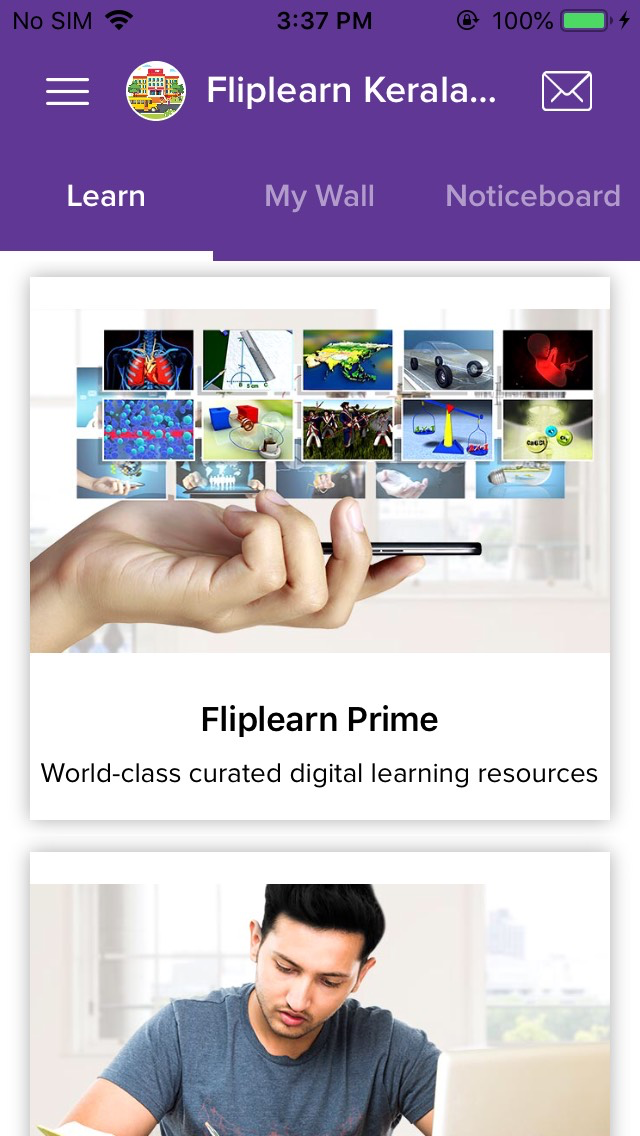 No SIM 3:37 PM 100%
Fliplearn Kerala...
Learn My Wall Noticeboard
Fliplearn Prime
World-class curated digital learning resources